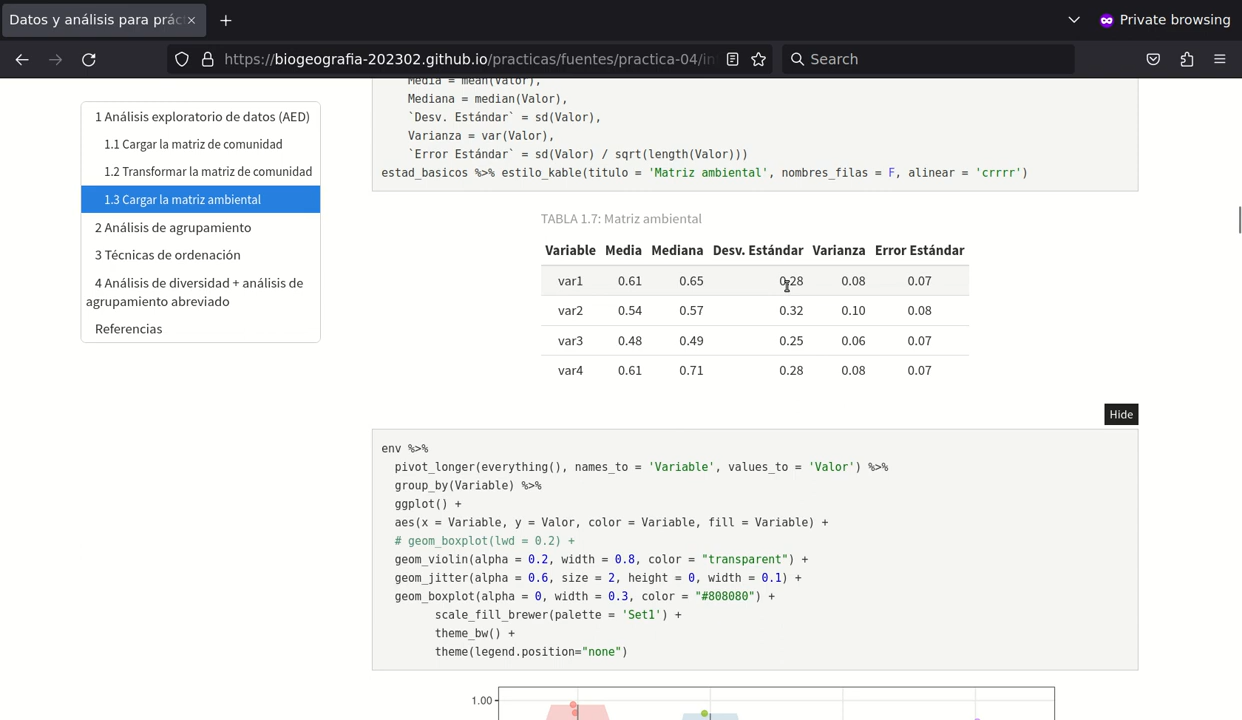 Datos y análisis para prác
Private browsing
https://biogeografia-202302.github.io/practicas/fuentes/practica-04/in
Search
1 Análisis exploratorio de datos (AED)
1.1 Cargar la matriz de comunidad
1.2 Transformar la matriz de comunidad
1.3 Cargar la matriz ambiental
2 Análisis de agrupamiento
3 Técnicas de ordenación
4 Análisis de diversidad + análisis de
agrupamiento abreviado
Referencias
Media = mean(Valor),
Mediana = median(Valor),
`Desv. Estándar` = sd(Valor),
Varianza = var(Valor),
`Error Estándar` = sd(Valor) / sqrt(length(Valor)))
estad_basicos %>% estilo_kable(titulo = 'Matriz ambiental', nombres_filas = F, alinear = 'crrrr')
TABLA 1.7: Matriz ambiental
Variable Media Mediana Desv. Estándar Varianza Error Estándar
var1 0.61 0.65 0.28 0.08 0.07
var2 0.54 0.57 0.32 0.10 0.08
var3 0.48 0.49 0.25 0.06 0.07
var4 0.61 0.71 0.28 0.08 0.07
Hide
env %>%
pivot_longer(everything(), names_to = 'Variable', values_to = 'Valor') %>%
group_by(Variable) %>%
ggplot() +
aes(x = Variable, y = Valor, color = Variable, fill = Variable) +
# geom_boxplot(lwd = 0.2) +
geom_violin(alpha = 0.2, width = 0.8, color = "transparent") +
geom_jitter(alpha = 0.6, size = 2, height = 0, width = 0.1) +
geom_boxplot(alpha = 0, width = 0.3, color = "#808080") +
scale_fill_brewer(palette = 'Set1') +
theme_bw() +
theme(legend.position="none")
1.00